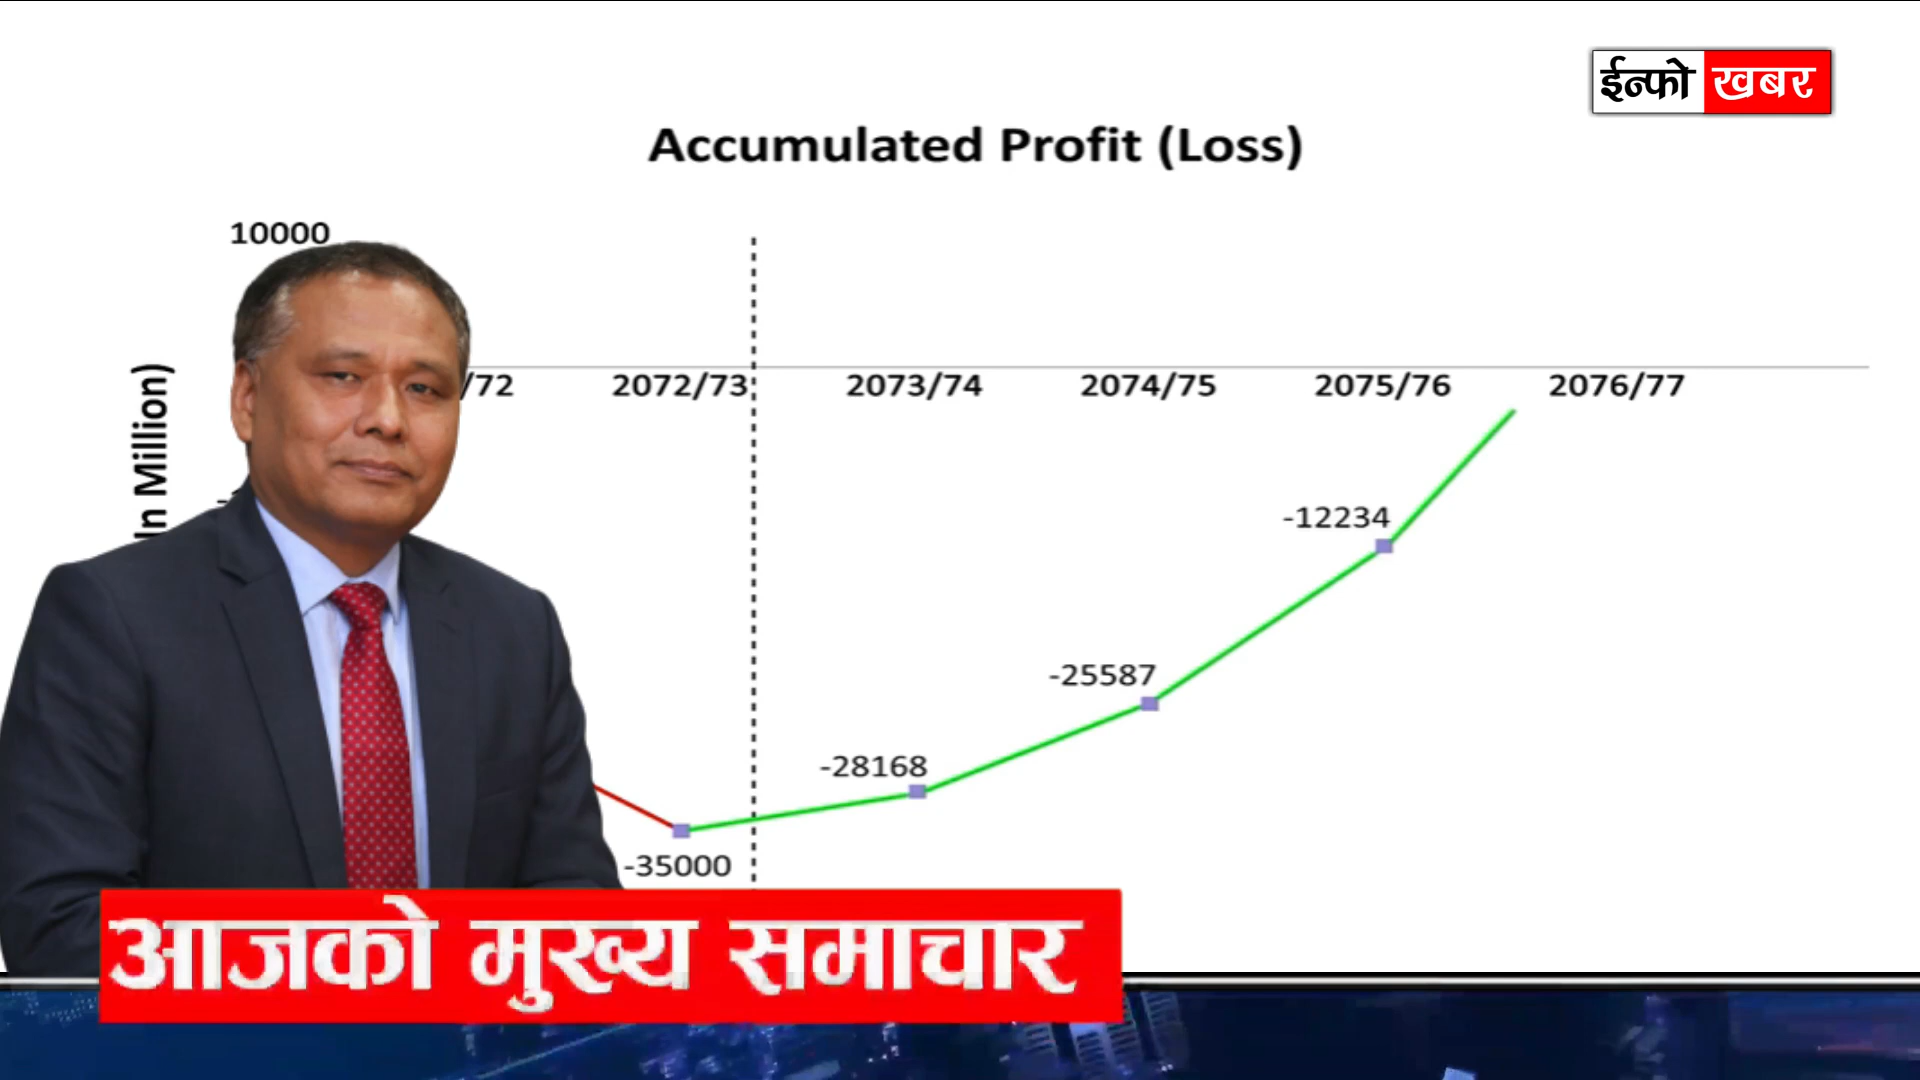 ईन्फो खबर
Accumulated Profit (Loss)
10000
/72 2072/73 2073/74 2074/75 2075/76 2076/77
In Million)
-12234
-25587
-28168
-35000
आजको मुख्य समाचार